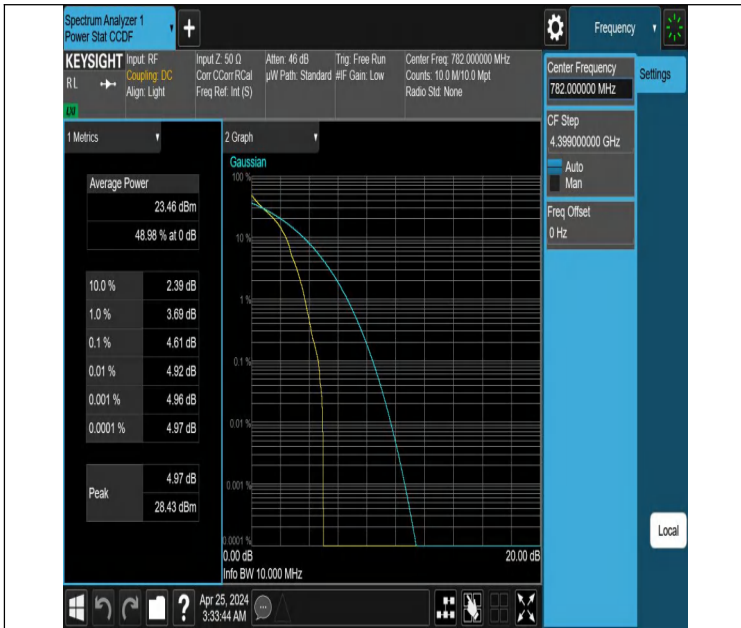 Spectrum Analyzer 1
Power Stat CCDF
+
Frequency
KEYSIGHT
RL
LXI
Input: RF
Coupling: DC
Align: Light
Input Z: 50 Ω
Corr CCorr RCal
Freq Ref: Int (S)
Atten: 46 dB
µW Path: Standard
Trig: Free Run
#IF Gain: Low
Center Freq: 782.000000 MHz
Counts: 10.0 M/10.0 Mpt
Radio Std: None
Center Frequency
782.000000 MHz
Settings
CF Step
4.399000000 GHz
Auto
Man
Freq Offset
0 Hz
1 Metrics
Average Power
23.46 dBm
48.98 % at 0 dB
10.0 % 2.39 dB
1.0 % 3.69 dB
0.1 % 4.61 dB
0.01 % 4.92 dB
0.001 % 4.96 dB
0.0001 % 4.97 dB
Peak
4.97 dB
28.43 dBm
2 Graph
Gaussian
100 %
10 %
1 %
0.1 %
0.01 %
0.001 %
0.0001 %
0.00 dB 20.00 dB
Info BW 10.000 MHz
Local
?
Apr 25, 2024
3:33:44 AM